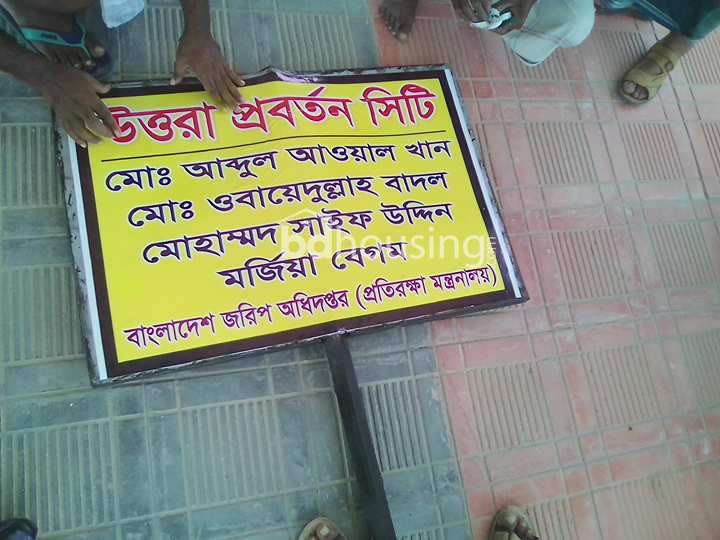 উত্তরা প্রবর্তন সিটি
মোঃ আব্দুল আওয়াল খান
মোঃ ওবায়েদুল্লাহ বাদল
মোহাম্মদ সাইফ উদ্দিন
bdhousing
মর্জিয়া বেগম
বাংলাদেশ জরিপ অধিদপ্তর (প্রতিরক্ষা মন্ত্রনালয়)